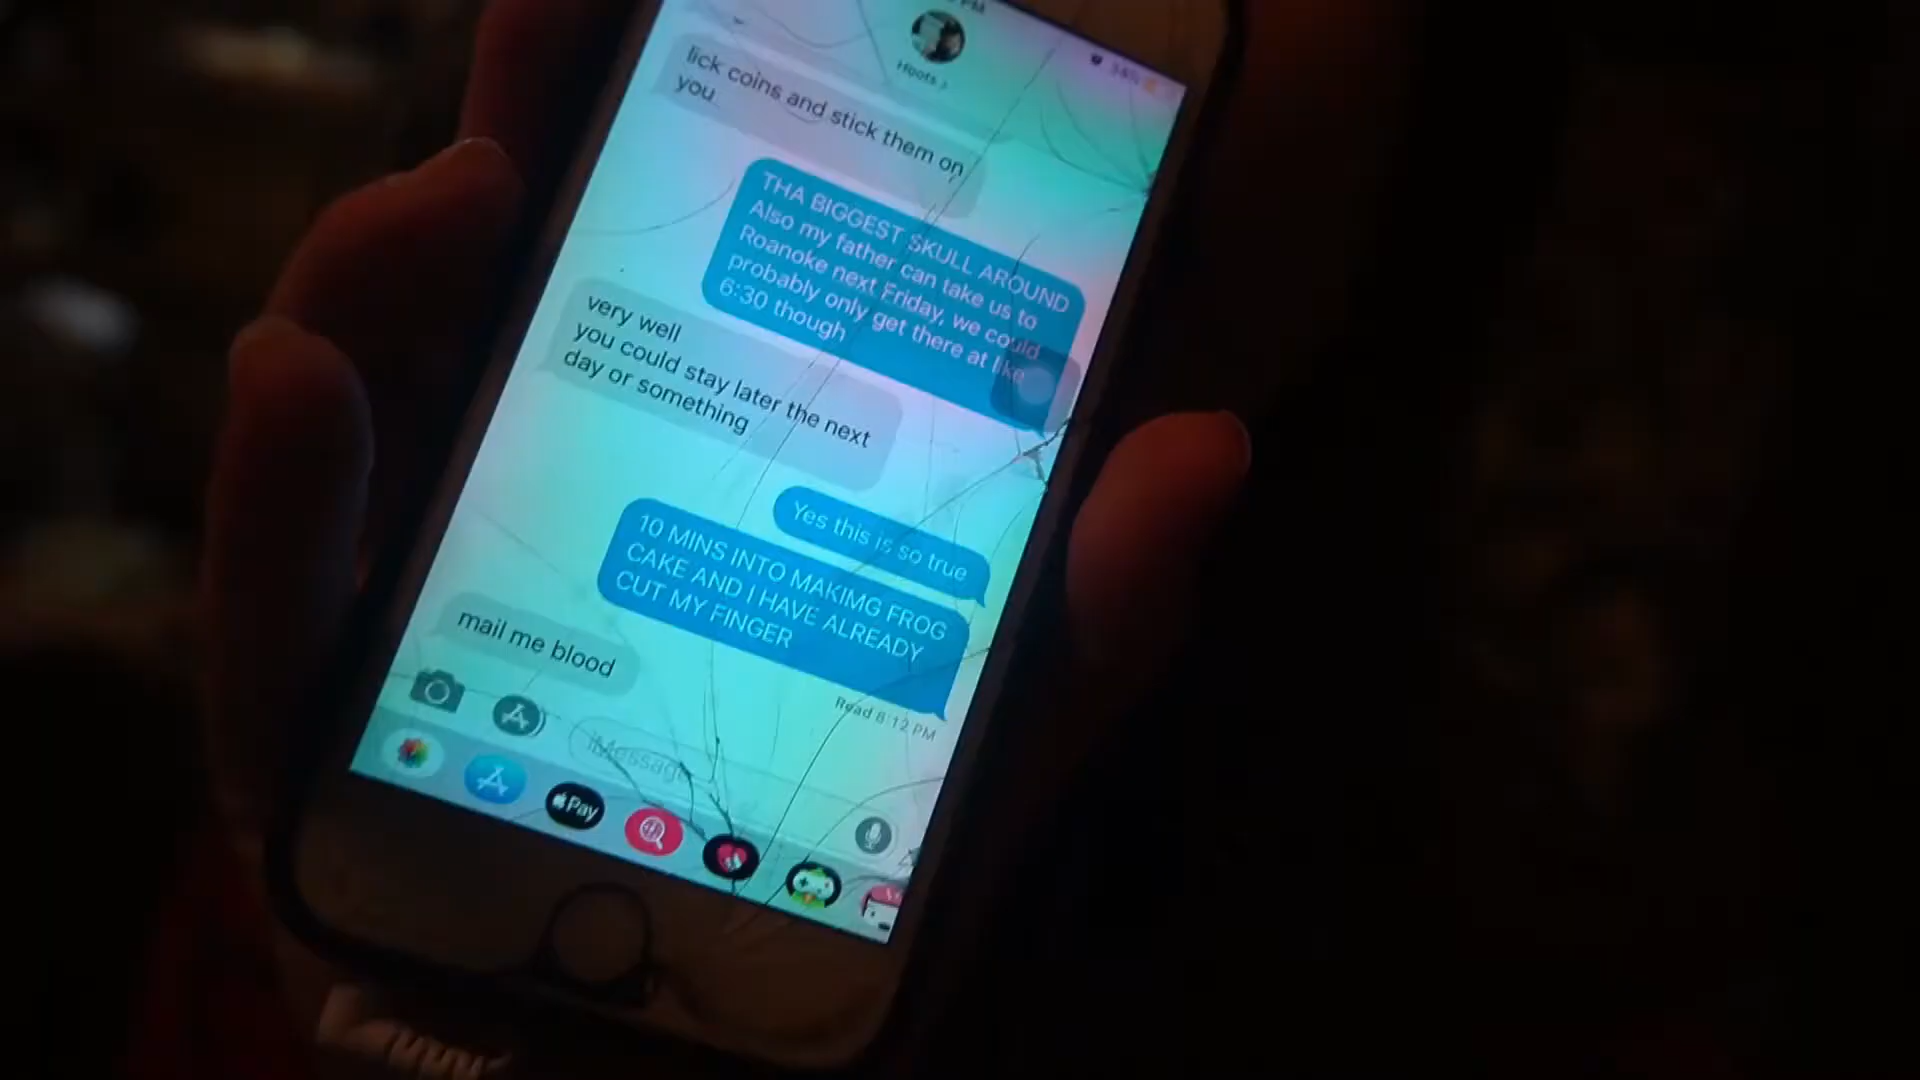 PM
34%
Hoots >
lick coins and stick them on
you
THA BIGGEST SKULL AROUND
Also my father can take us to
Roanoke next Friday, we could
probably only get there at like
6:30 though
very well
you could stay later the next
day or something
Yes this is so true
10 MINS INTO MAKIMG FROG
CAKE AND I HAVE ALREADY
CUT MY FINGER
Read 8:12 PM
mail me blood
iMessage
Pay